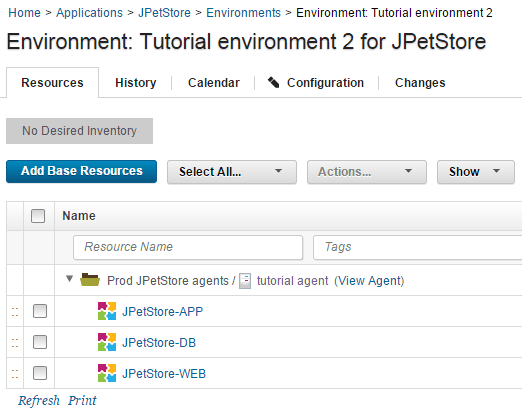 Home > Applications > JPetStore > Environments > Environment: Tutorial environment 2
Environment: Tutorial environment 2 for JPetStore
Resources History Calendar Configuration Changes
No Desired Inventory
Add Base Resources Select All... Actions... Show
Name
Resource Name Tags
Prod JPetStore agents / tutorial agent (View Agent)
JPetStore-APP
JPetStore-DB
JPetStore-WEB
Refresh Print